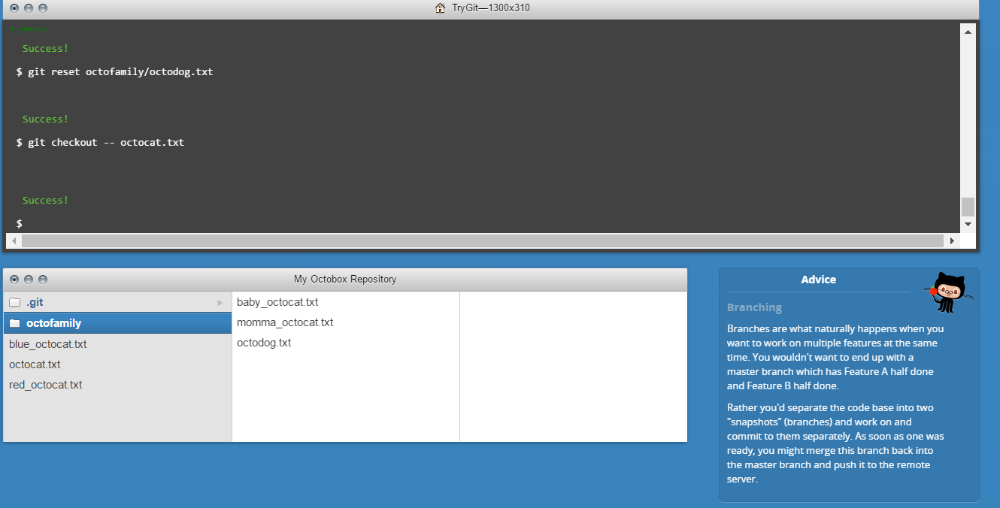 TryGit—1300x310
Success!
$ git reset octofamily/octodog.txt
Success!
$ git checkout -- octocat.txt
Success!
$
My Octobox Repository
.git
octofamily
blue_octocat.txt
octocat.txt
red_octocat.txt
baby_octocat.txt
momma_octocat.txt
octodog.txt
Advice
Branching
Branches are what naturally happens when you
want to work on multiple features at the same
time. You wouldn't want to end up with a
master branch which has Feature A half done
and Feature B half done.
Rather you'd separate the code base into two
"snapshots" (branches) and work on and
commit to them separately. As soon as one was
ready, you might merge this branch back into
the master branch and push it to the remote
server.